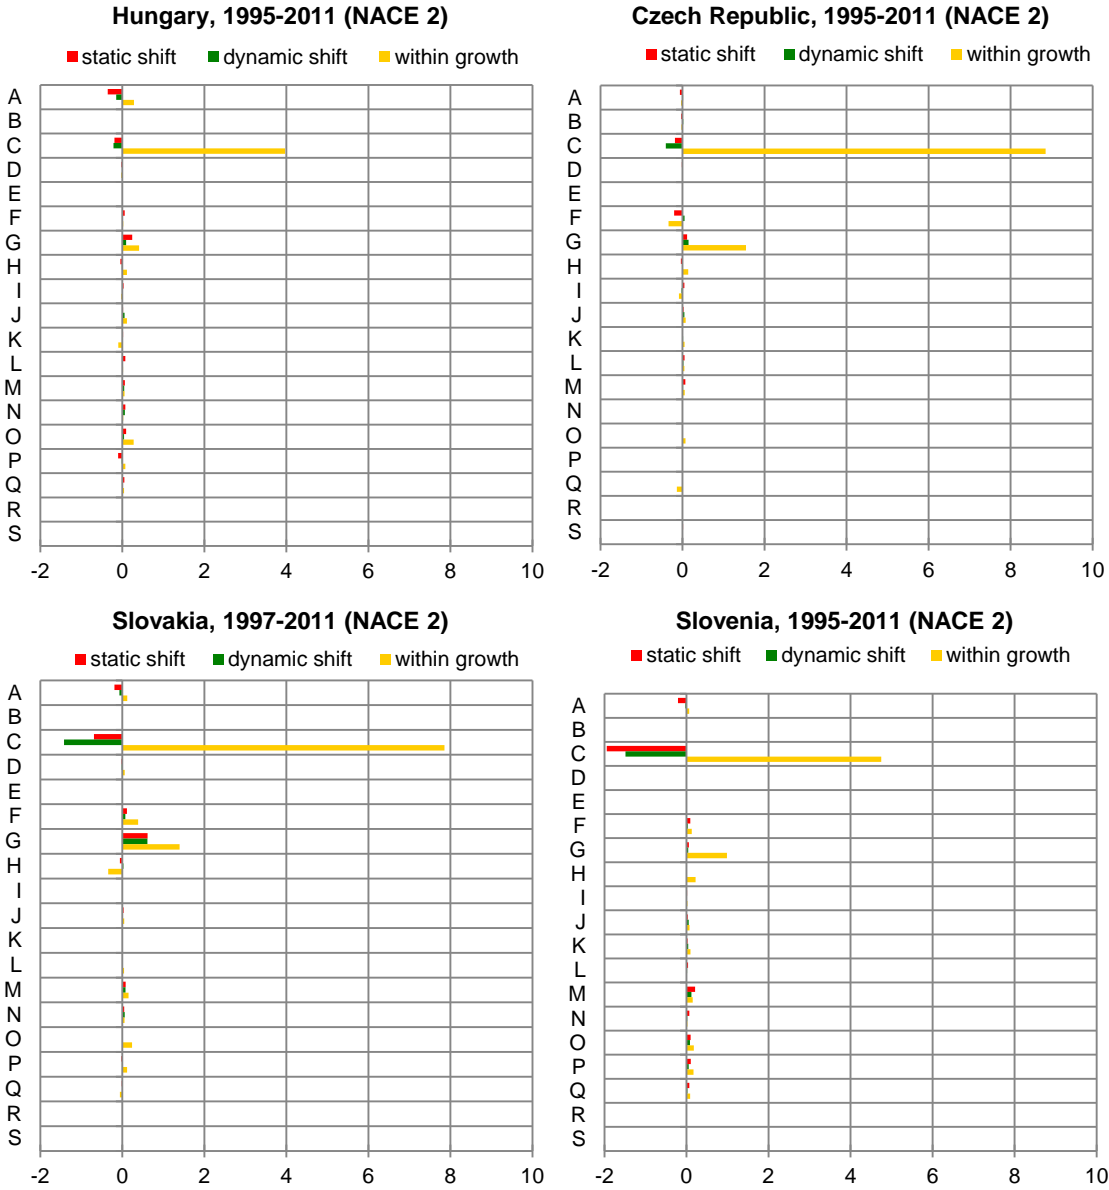 Hungary, 1995-2011 (NACE 2)
static shift dynamic shift within growth
A
B
C
D
E
F
G
H
I
J
K
L
M
N
O
P
Q
R
S
-2 0 2 4 6 8 10
Czech Republic, 1995-2011 (NACE 2)
static shift dynamic shift within growth
A
B
C
D
E
F
G
H
I
J
K
L
M
N
O
P
Q
R
S
-2 0 2 4 6 8 10
Slovakia, 1997-2011 (NACE 2)
static shift dynamic shift within growth
A
B
C
D
E
F
G
H
I
J
K
L
M
N
O
P
Q
R
S
-2 0 2 4 6 8 10
Slovenia, 1995-2011 (NACE 2)
static shift dynamic shift within growth
A
B
C
D
E
F
G
H
I
J
K
L
M
N
O
P
Q
R
S
-2 0 2 4 6 8 10